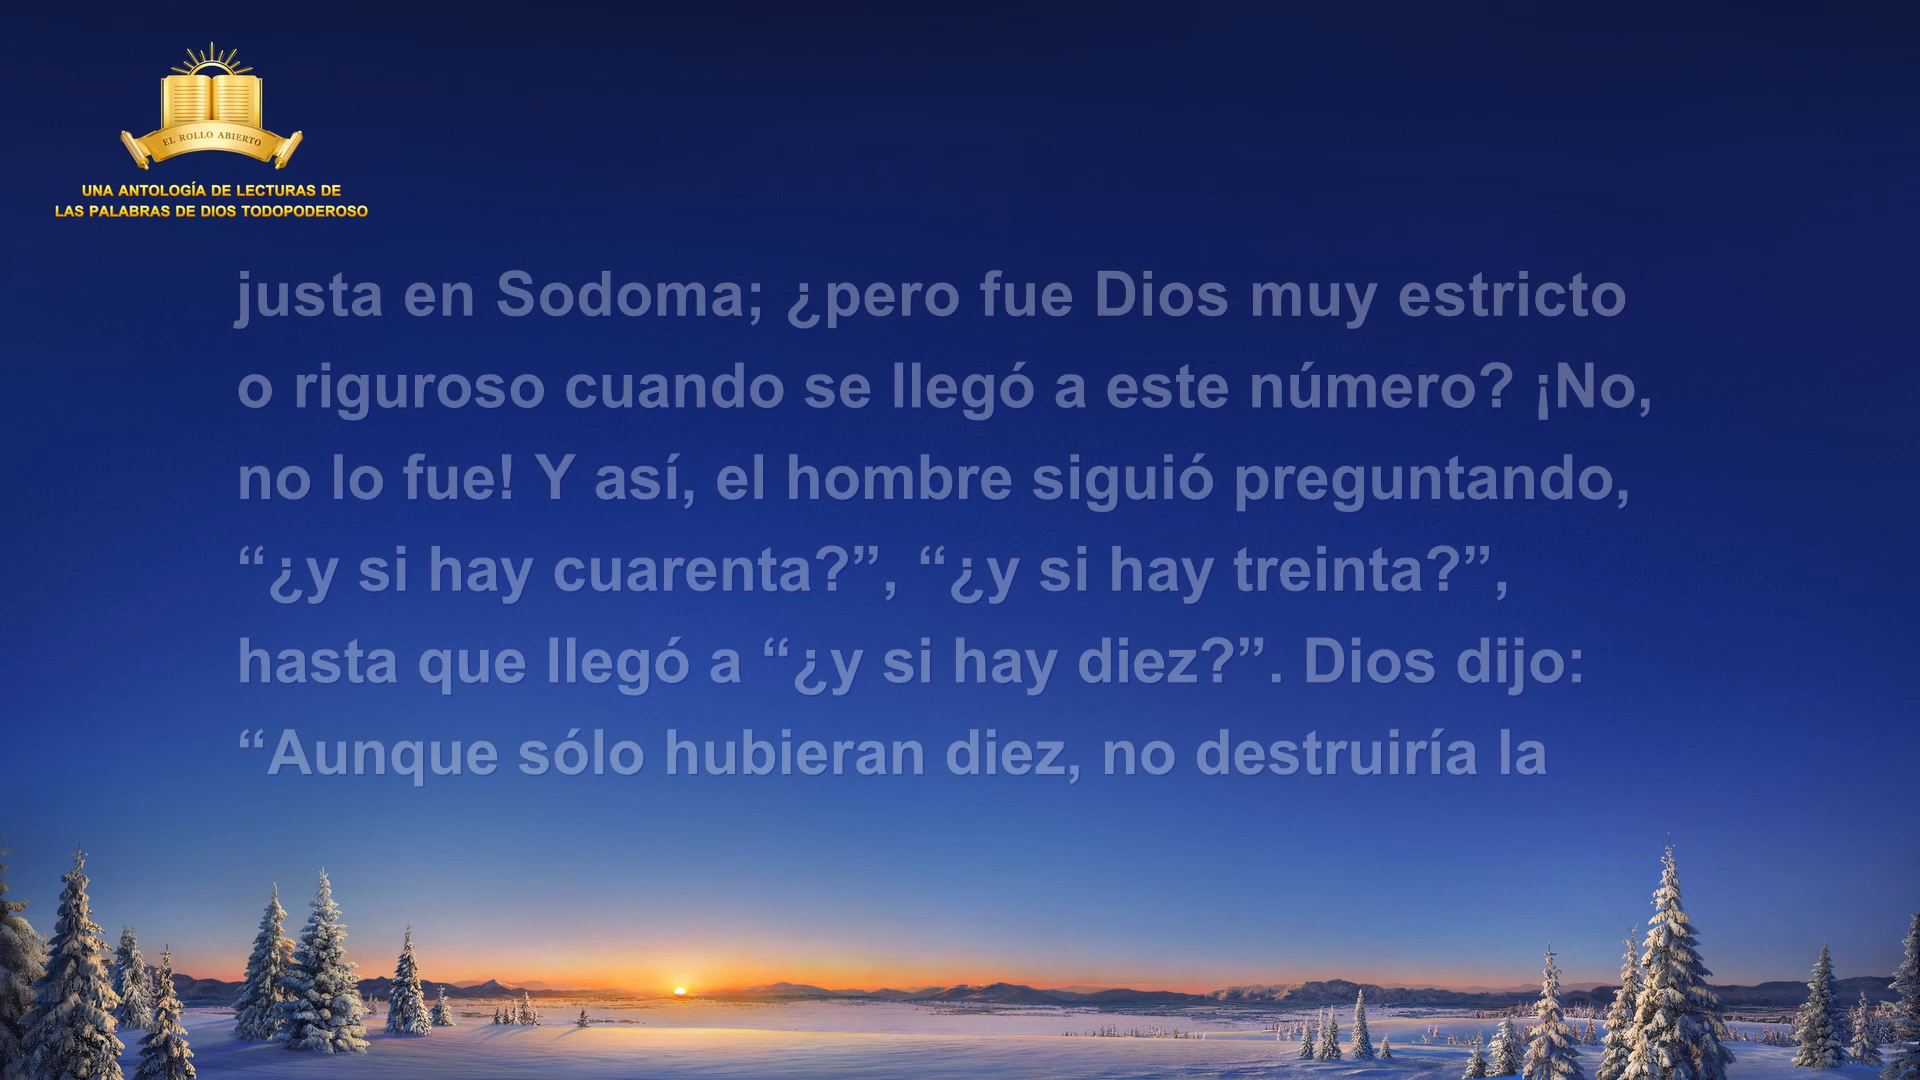 EL ROLLO ABIERTO
UNA ANTOLOGÍA DE LECTURAS DE
LAS PALABRAS DE DIOS TODOPODEROSO
justa en Sodoma; ¿pero fue Dios muy estricto
o riguroso cuando se llegó a este número? ¡No,
no lo fue! Y así, el hombre siguió preguntando,
“¿y si hay cuarenta?”, “¿y si hay treinta?”,
hasta que llegó a “¿y si hay diez?”. Dios dijo:
“Aunque sólo hubieran diez, no destruiría la